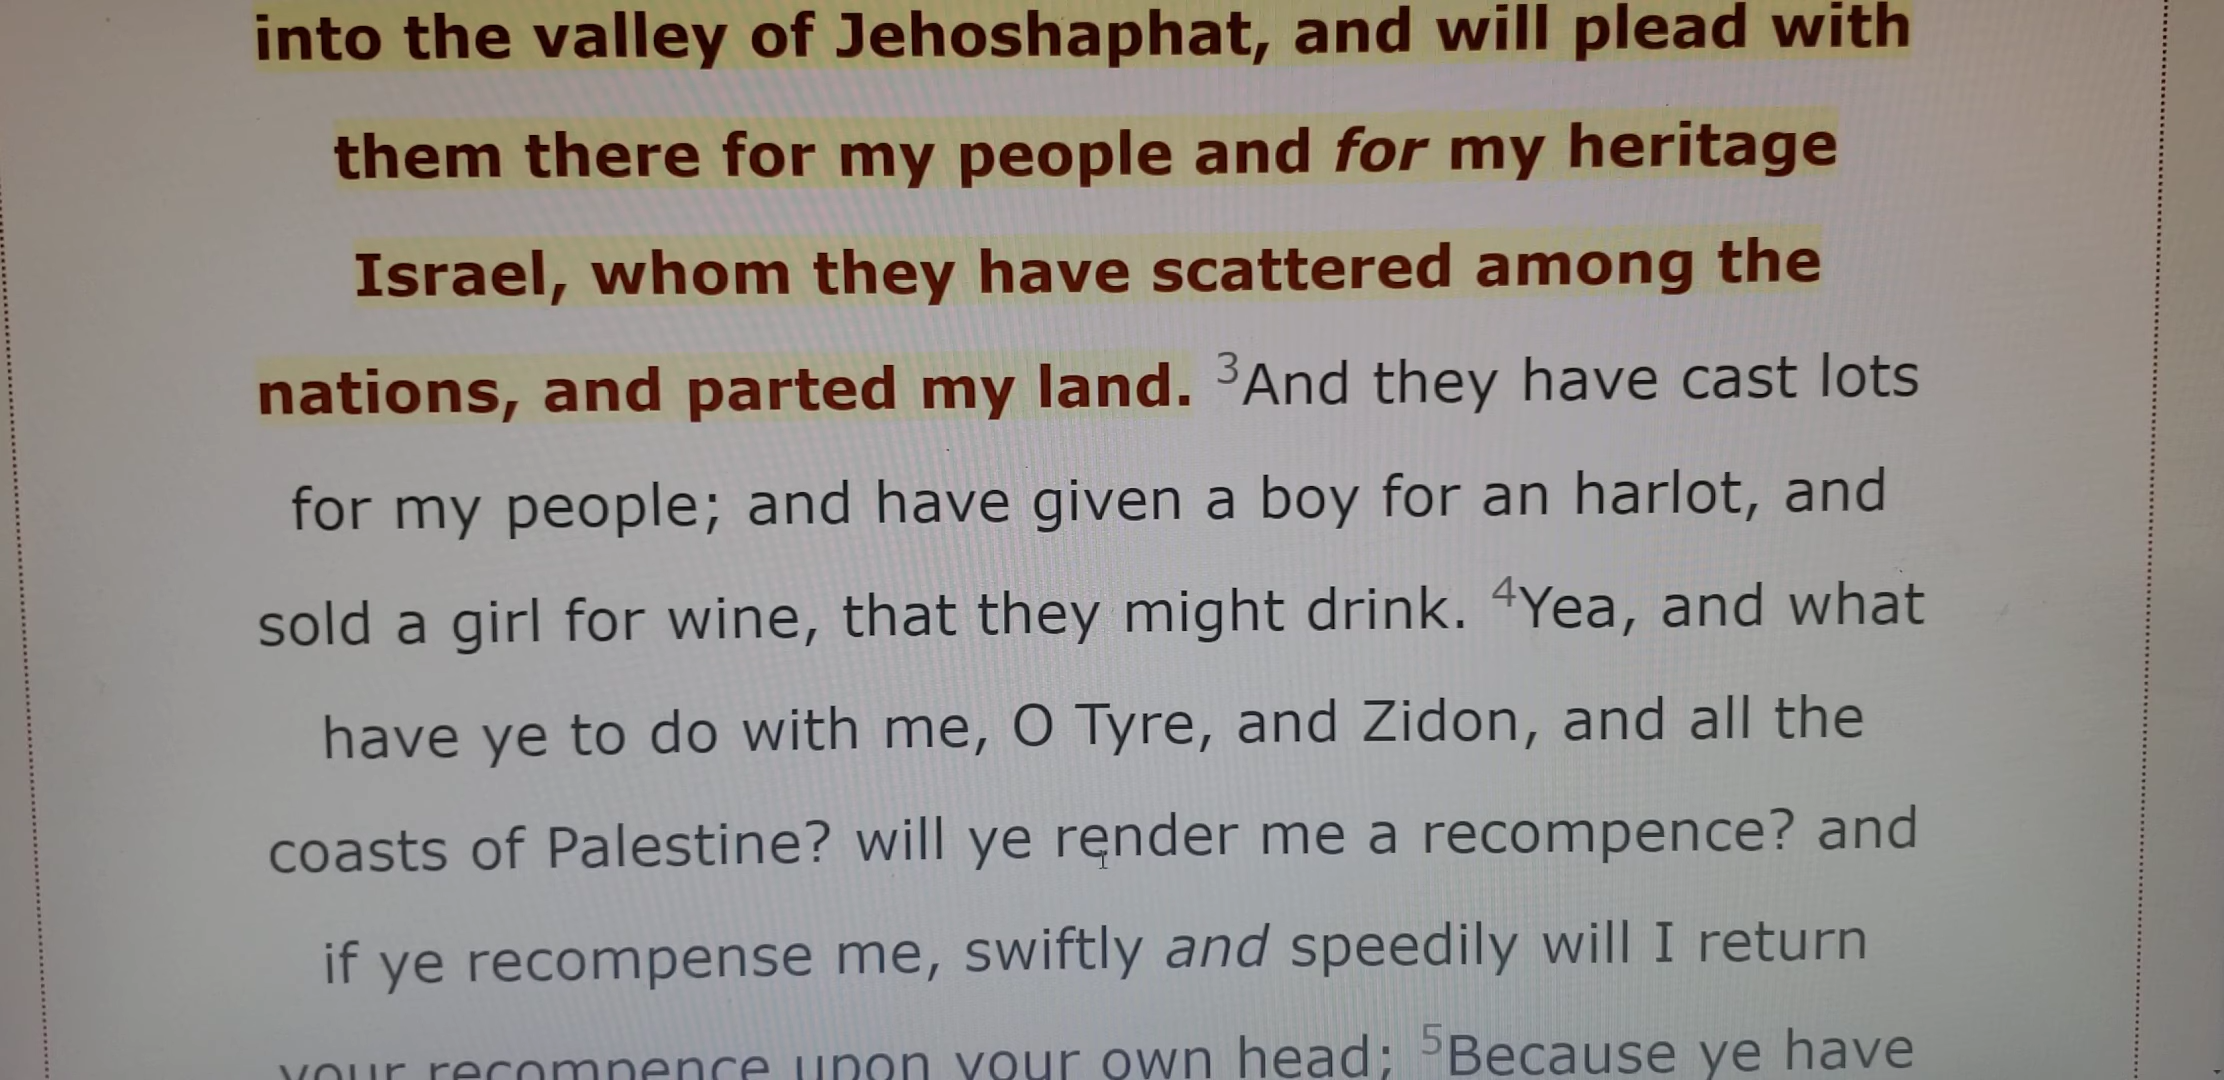 into the valley of Jehoshaphat, and will plead with
them there for my people and for my heritage
Israel, whom they have scattered among the
nations, and parted my land. 3And they have cast lots
for my people; and have given a boy for an harlot, and
sold a girl for wine, that they might drink. 4Yea, and what
have ye to do with me, O Tyre, and Zidon, and all the
coasts of Palestine? will ye render me a recompence? and
if ye recompense me, swiftly and speedily will I return
your recompence upon your own head; 5Because ye have